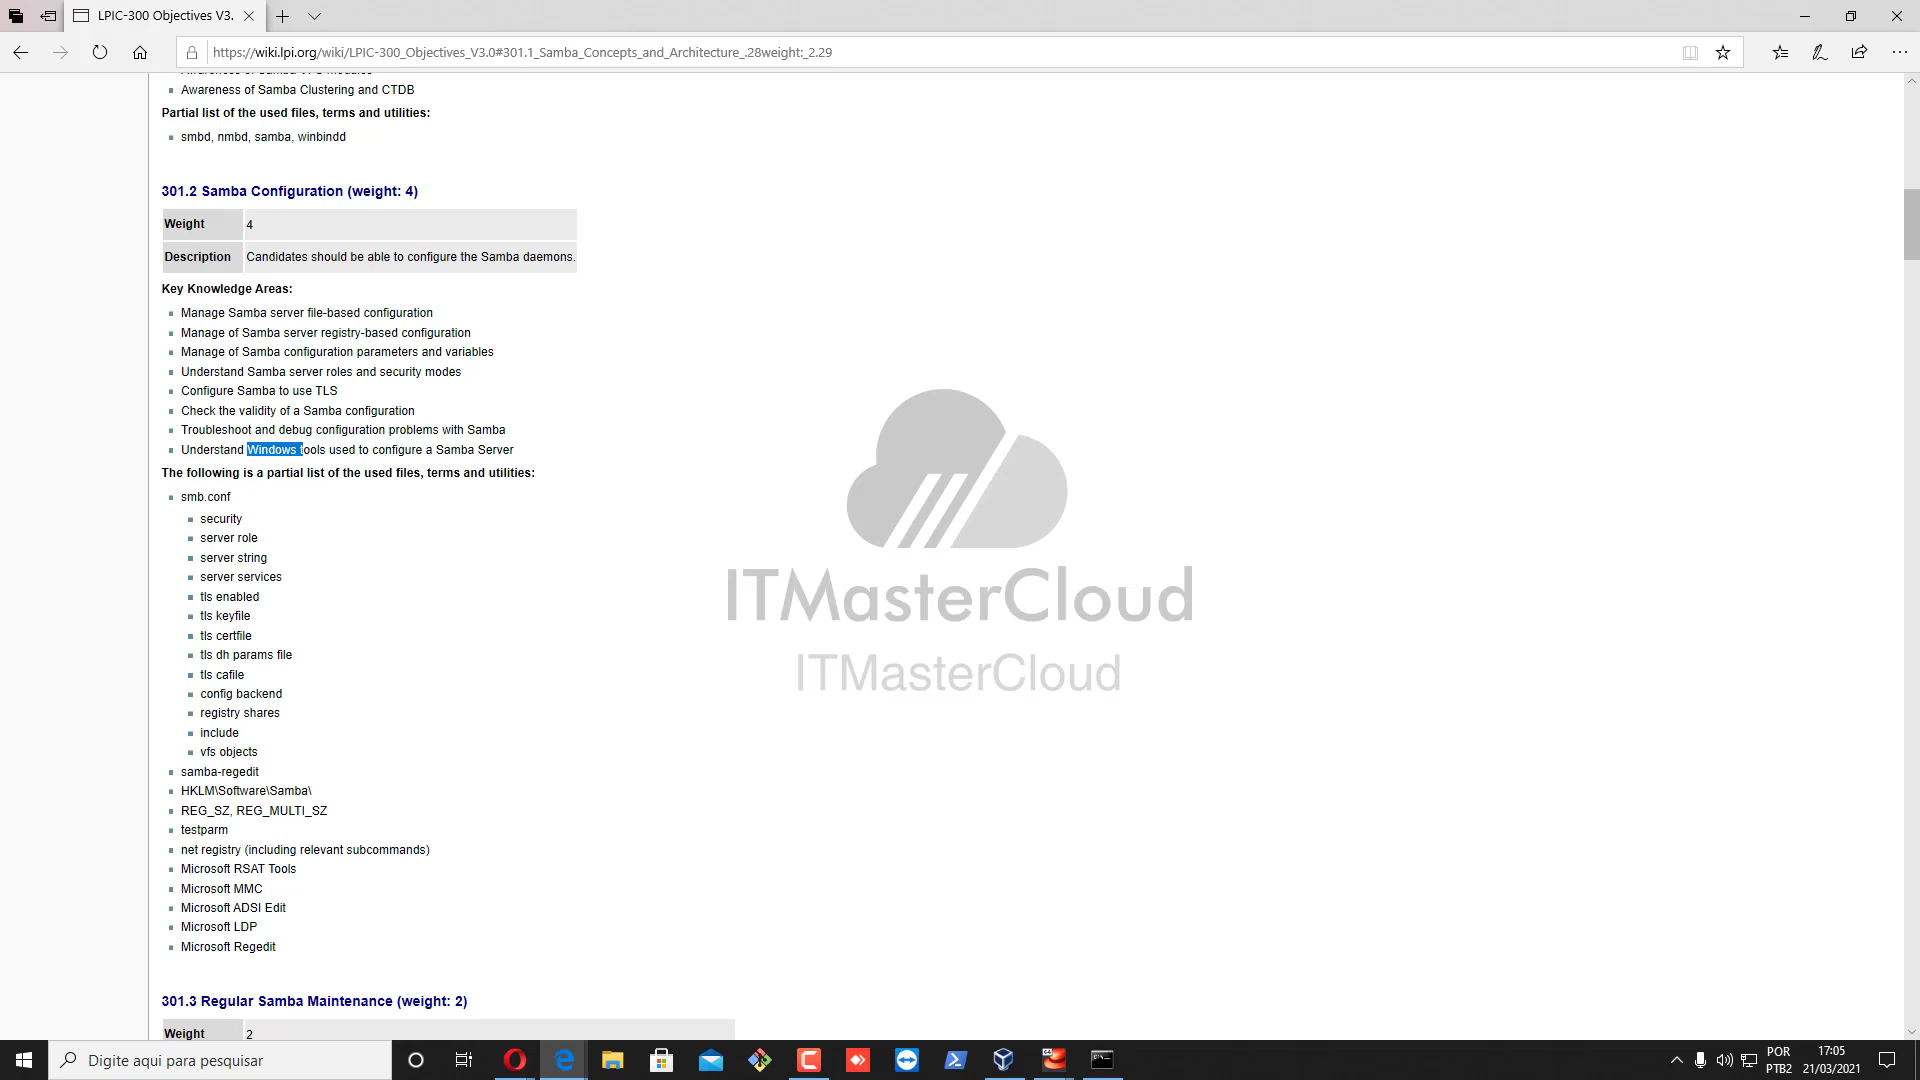 LPIC-300 Objectives V3.
https://wiki.lpi.org/wiki/LPIC-300_Objectives_V3.0#301.1_Samba_Concepts_and_Architecture_.28weight:_2.29
Awareness of Samba VFS modules
Awareness of Samba Clustering and CTDB
Partial list of the used files, terms and utilities:
smbd, nmbd, samba, winbindd
301.2 Samba Configuration (weight: 4)
Weight 4
Description Candidates should be able to configure the Samba daemons.
Key Knowledge Areas:
Manage Samba server file-based configuration
Manage of Samba server registry-based configuration
Manage of Samba configuration parameters and variables
Understand Samba server roles and security modes
Configure Samba to use TLS
Check the validity of a Samba configuration
Troubleshoot and debug configuration problems with Samba
Understand Windows tools used to configure a Samba Server
The following is a partial list of the used files, terms and utilities:
smb.conf
security
server role
server string
server services
tls enabled
tls keyfile
tls certfile
tls dh params file
tls cafile
config backend
registry shares
include
vfs objects
samba-regedit
HKLM\Software\Samba\
REG_SZ, REG_MULTI_SZ
testparm
net registry (including relevant subcommands)
Microsoft RSAT Tools
Microsoft MMC
Microsoft ADSI Edit
Microsoft LDP
Microsoft Regedit
301.3 Regular Samba Maintenance (weight: 2)
Weight 2
ITMasterCloud
ITMasterCloud
Digite aqui para pesquisar
POR
PTB2
17:05
21/03/2021